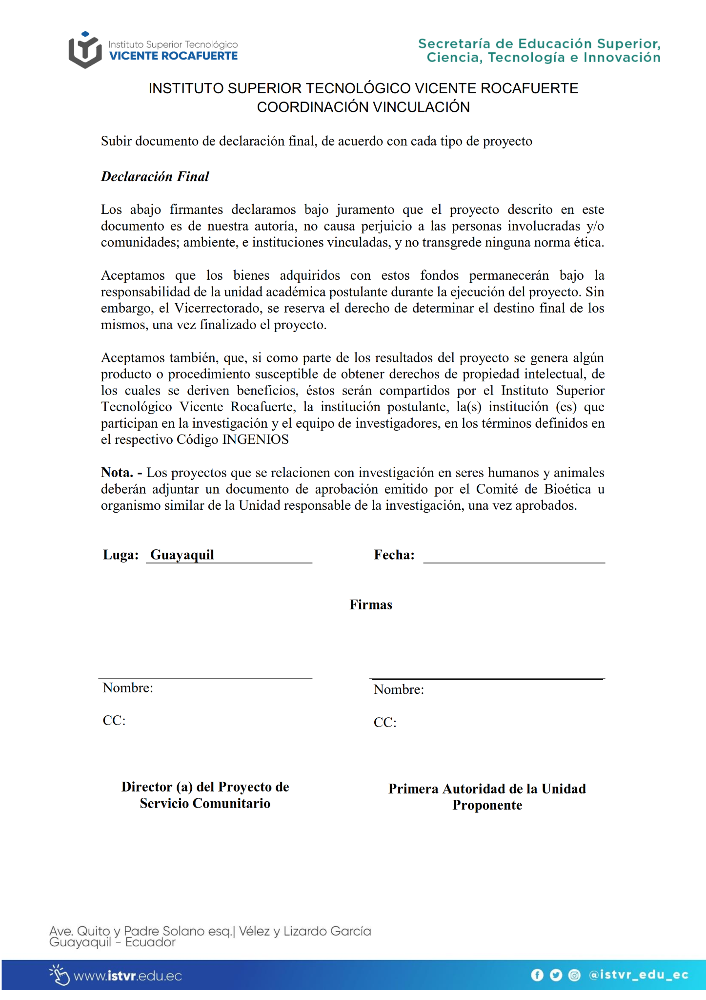 Instituto Superior Tecnológico
VICENTE ROCAFUERTE
Secretaría de Educación Superior,
Ciencia, Tecnología e Innovación
INSTITUTO SUPERIOR TECNOLÓGICO VICENTE ROCAFUERTE
COORDINACIÓN VINCULACIÓN
Subir documento de declaración final, de acuerdo con cada tipo de proyecto
Declaración Final
Los abajo firmantes declaramos bajo juramento que el proyecto descrito en este
documento es de nuestra autoría, no causa perjuicio a las personas involucradas y/o
comunidades; ambiente, e instituciones vinculadas, y no transgrede ninguna norma ética.
Aceptamos que los bienes adquiridos con estos fondos permanecerán bajo la
responsabilidad de la unidad académica postulante durante la ejecución del proyecto. Sin
embargo, el Vicerrectorado, se reserva el derecho de determinar el destino final de los
mismos, una vez finalizado el proyecto.
Aceptamos también, que, si como parte de los resultados del proyecto se genera algún
producto o procedimiento susceptible de obtener derechos de propiedad intelectual, de
los cuales se deriven beneficios, éstos serán compartidos por el Instituto Superior
Tecnológico Vicente Rocafuerte, la institución postulante, la(s) institución (es) que
participan en la investigación y el equipo de investigadores, en los términos definidos en
el respectivo Código INGENIOS
Nota. - Los proyectos que se relacionen con investigación en seres humanos y animales
deberán adjuntar un documento de aprobación emitido por el Comité de Bioética u
organismo similar de la Unidad responsable de la investigación, una vez aprobados.
Luga: Guayaquil Fecha:
Firmas
Nombre: Nombre:
CC: CC:
Director (a) del Proyecto de
Servicio Comunitario
Primera Autoridad de la Unidad
Proponente
Ave. Quito y Padre Solano esq.| Vélez y Lizardo García
Guayaquil - Ecuador
www.istvr.edu.ec @istvr_edu_ec